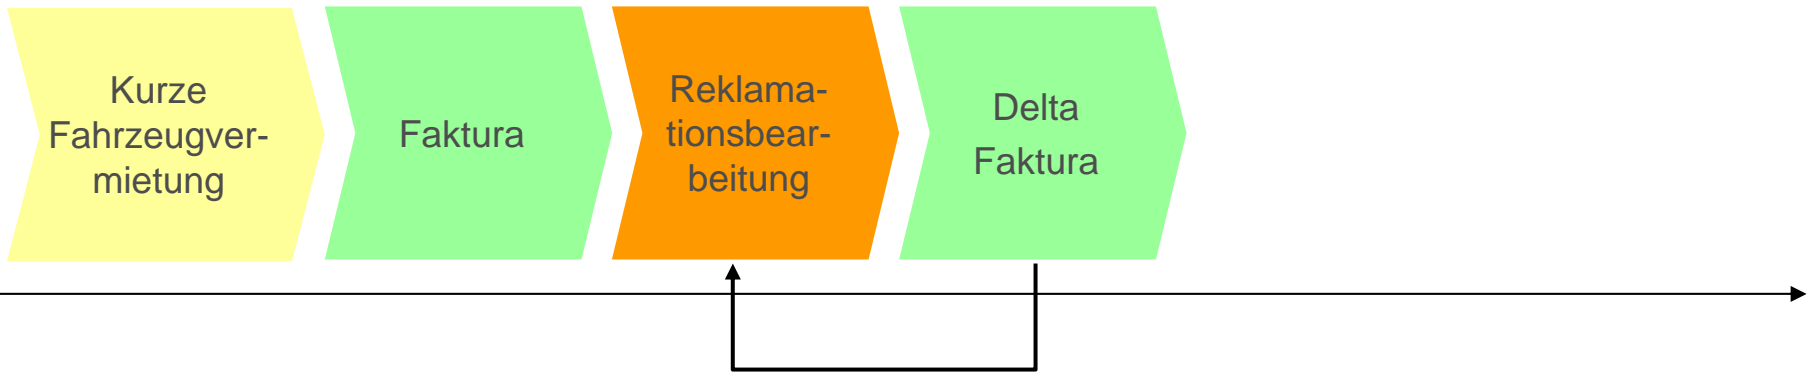 Kurze
Fahrzeugver-
mietung
Faktura
Reklama-
tionsbear-
beitung
Delta
Faktura